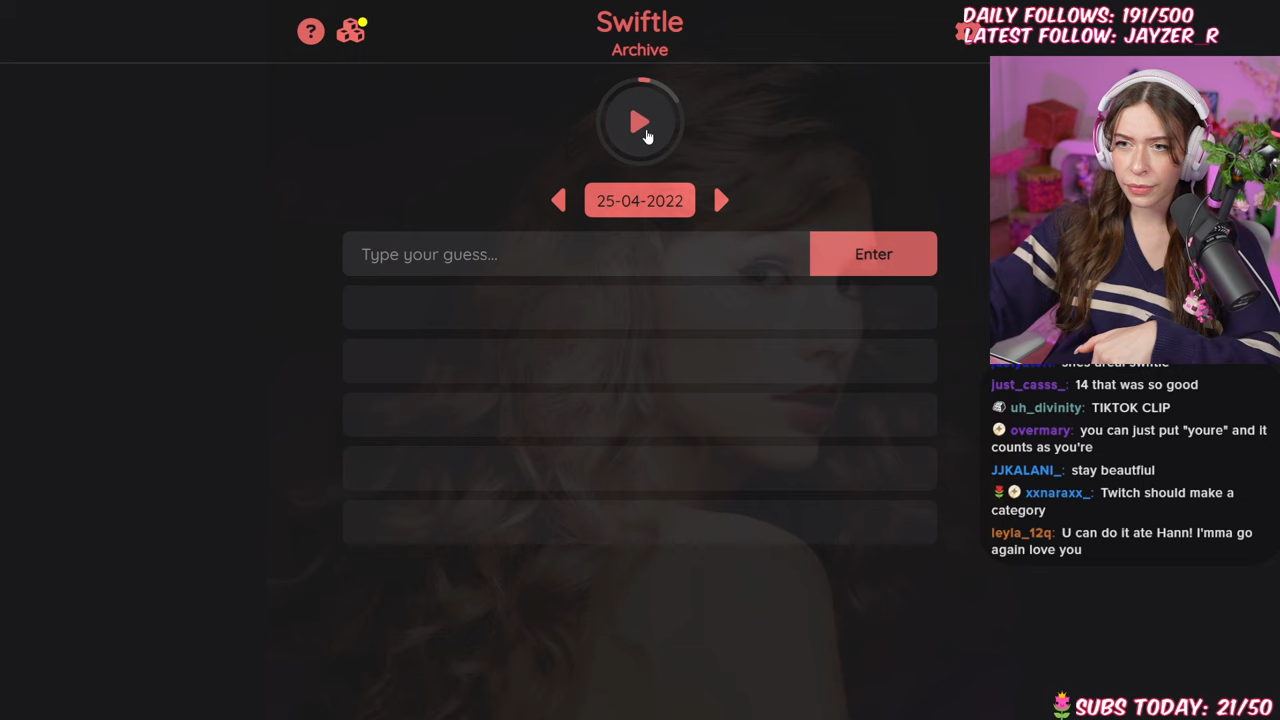 Swiftle
Archive
DAILY FOLLOWS: 191/500
LATEST FOLLOW: JAYZER_R
?
25-04-2022
Type your guess...
Enter
just_casss_: 14 that was so good
uh_divinity: TIKTOK CLIP
overmary: you can just put "youre" and it
counts as you're
JJKALANI_: stay beautfiul
xxnaraxx_: Twitch should make a
category
leyla_12q: U can do it ate Hann! I'mma go
again love you
SUBS TODAY: 21/50